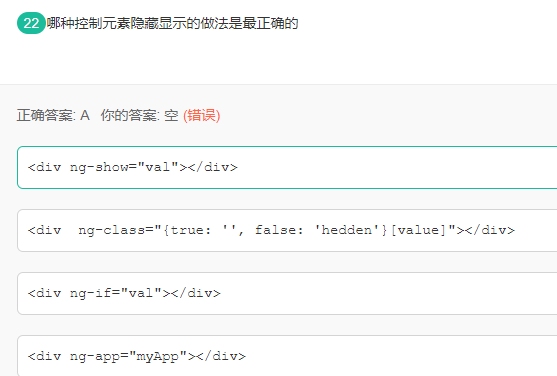 22 哪种控制元素隐藏显示的做法是最正确的
正确答案: A 你的答案: 空 (错误)
<div ng-show="val"></div>
<div  ng-class="{true: '', false: 'hedden'}[value]"></div>
<div ng-if="val"></div>
<div ng-app="myApp"></div>